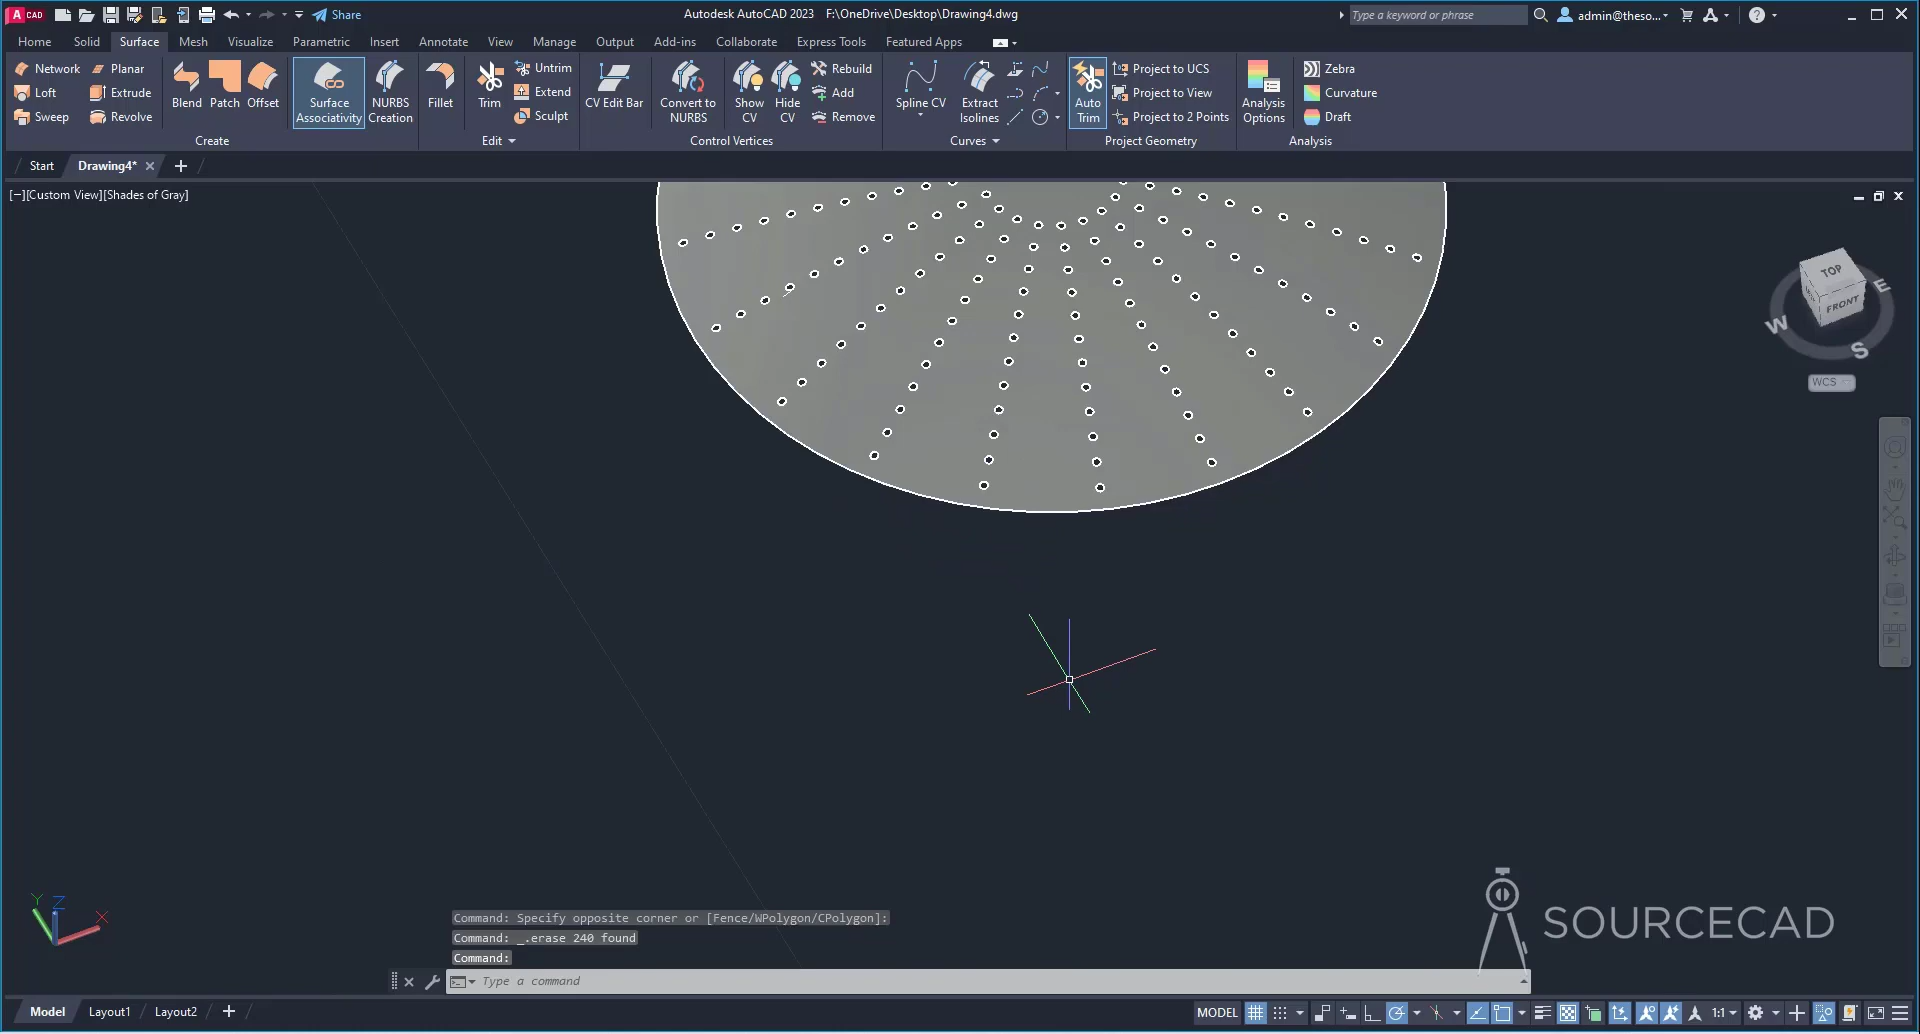 CAD Share Autodesk AutoCAD 2023 F:\OneDrive\Desktop\Drawing4.dwg Type a keyword or phrase admin@theso...
Home Solid Surface Mesh Visualize Parametric Insert Annotate View Manage Output Add-ins Collaborate Express Tools Featured Apps
Network Planar
Loft Extrude
Sweep Revolve
Blend Patch Offset
Create
Surface
Associativity
NURBS
Creation
Fillet
Trim
Untrim
Extend
Sculpt
Edit
CV Edit Bar
Convert to
NURBS
Show
CV
Hide
CV
Rebuild
Add
Remove
Control Vertices
Spline CV
Extract
Isolines
Curves
Auto
Trim
Project to UCS
Project to View
Project to 2 Points
Project Geometry
Analysis
Options
Zebra
Curvature
Draft
Analysis
Start Drawing4*
[−][Custom View][Shades of Gray]
TOP
FRONT
W
S
E
WCS
Y
Z
X
Command: Specify opposite corner or [Fence/WPolygon/CPolygon]:
Command: _.erase 240 found
Command:
Type a command
SOURCECAD
Model Layout1 Layout2 MODEL 1:1